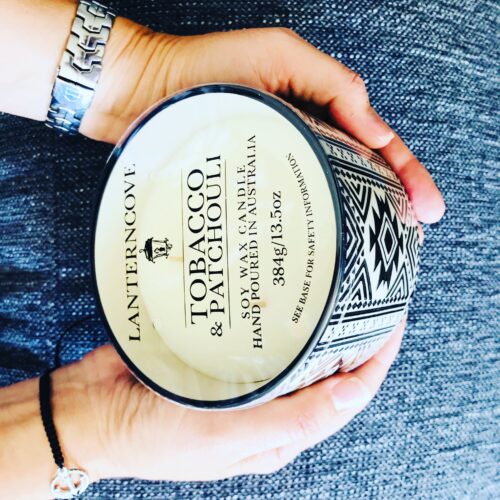 LANTERNCOVE
TOBACCO
& PATCHOULI
SOY WAX CANDLE
HAND POURED IN AUSTRALIA
384g/13.5oz
SEE BASE FOR SAFETY INFORMATION